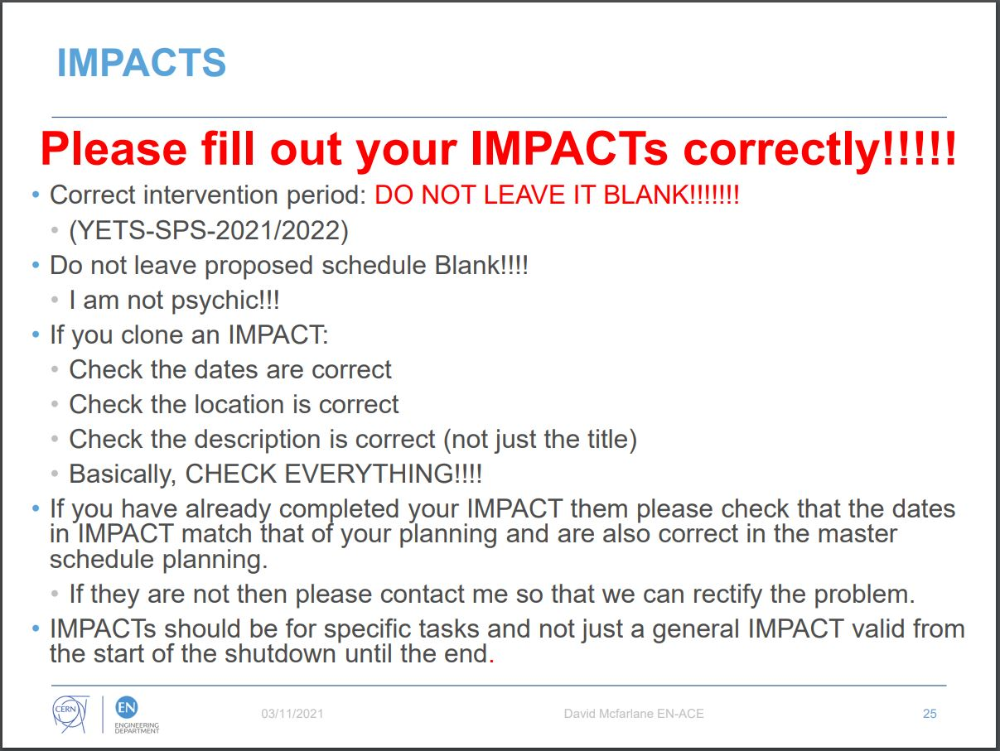 IMPACTS
Please fill out your IMPACTs correctly!!!!!
• Correct intervention period: DO NOT LEAVE IT BLANK!!!!!!!
• (YETS-SPS-2021/2022)
• Do not leave proposed schedule Blank!!!!
• I am not psychic!!!
• If you clone an IMPACT:
• Check the dates are correct
• Check the location is correct
• Check the description is correct (not just the title)
• Basically, CHECK EVERYTHING!!!!
• If you have already completed your IMPACT them please check that the dates
in IMPACT match that of your planning and are also correct in the master
schedule planning.
• If they are not then please contact me so that we can rectify the problem.
• IMPACTs should be for specific tasks and not just a general IMPACT valid from
the start of the shutdown until the end.
CERN
EN
ENGINEERING
DEPARTMENT
03/11/2021
David Mcfarlane EN-ACE
25